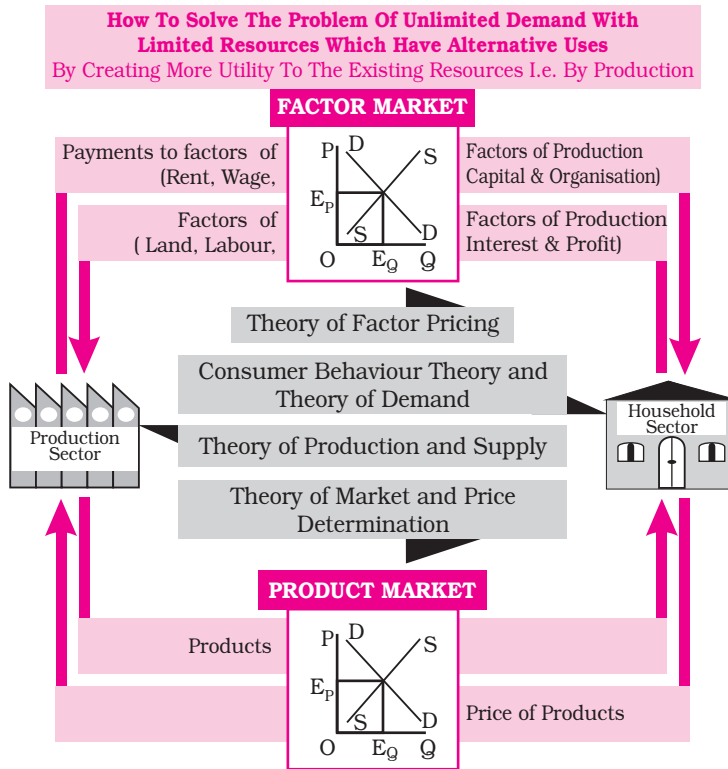 How To Solve The Problem Of Unlimited Demand With
Limited Resources Which Have Alternative Uses
By Creating More Utility To The Existing Resources I.e. By Production
FACTOR MARKET
Payments to factors of
(Rent, Wage,
Factors of
( Land, Labour,
P
D
S
E_P
S
D
O
E_Q
Q
Factors of Production
Capital & Organisation)
Factors of Production
Interest & Profit)
Theory of Factor Pricing
Consumer Behaviour Theory and
Theory of Demand
Production
Sector
Household
Sector
Theory of Production and Supply
Theory of Market and Price
Determination
PRODUCT MARKET
Products
P
D
S
E_P
S
D
O
E_Q
Q
Price of Products